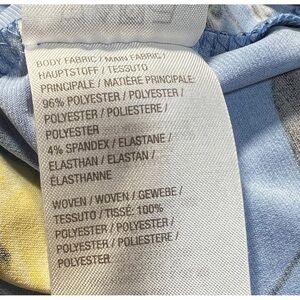 BODY FABRIC / MAIN FABRIC /
HAUPTSTOFF / TESSUTO
PRINCIPALE / MATIÈRE PRINCIPALE:
96% POLYESTER / POLYESTER /
POLYESTER / POLIESTERE /
POLYESTER
4% SPANDEX / ELASTANE /
ELASTHAN / ELASTAN /
ÉLASTHANNE
WOVEN / WOVEN / GEWEBE /
TESSUTO / TISSÉ: 100%
POLYESTER / POLYESTER /
POLYESTER / POLIESTERE /
POLYESTER